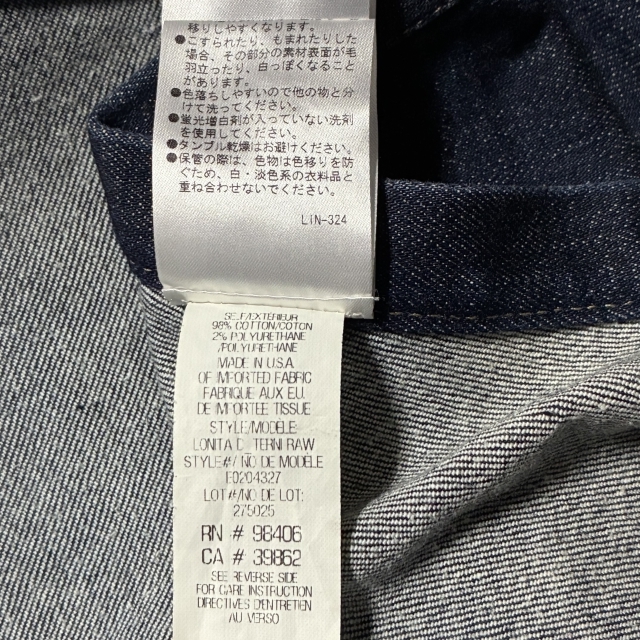 移りしやすくなります。
●こすられたり、もまれたりした
場合、その部分の素材表面が毛
羽立ったり、白っぽくなること
があります。
●色落ちしやすいので他の物と分
けて洗ってください。
●蛍光増白剤が入っていない洗剤
を使用してください。
●タンブル乾燥はお避けください。
●保管の際は、色物は色移りを防
ぐため、白・淡色系の衣料品と
重ね合わせないでください。
LIN-324
SELF/EXTERIEUR
98% COTTON/COTON
2% POLYURETHANE
/POLYURETHANE
MADE IN U.S.A.
OF IMPORTED FABRIC
FABRIQUE AUX E.U.
DE IMPORTEE TISSUE
STYLE/MODÈLE:
LONITA TERNI RAW
STYLE#/ NO DE MODÈLE
E0204327
LOT#/NO DE LOT:
275025
RN # 98406
CA # 39862
SEE REVERSE SIDE
FOR CARE INSTRUCTION
DIRECTIVES D'ENTRETIEN
AU VERSO